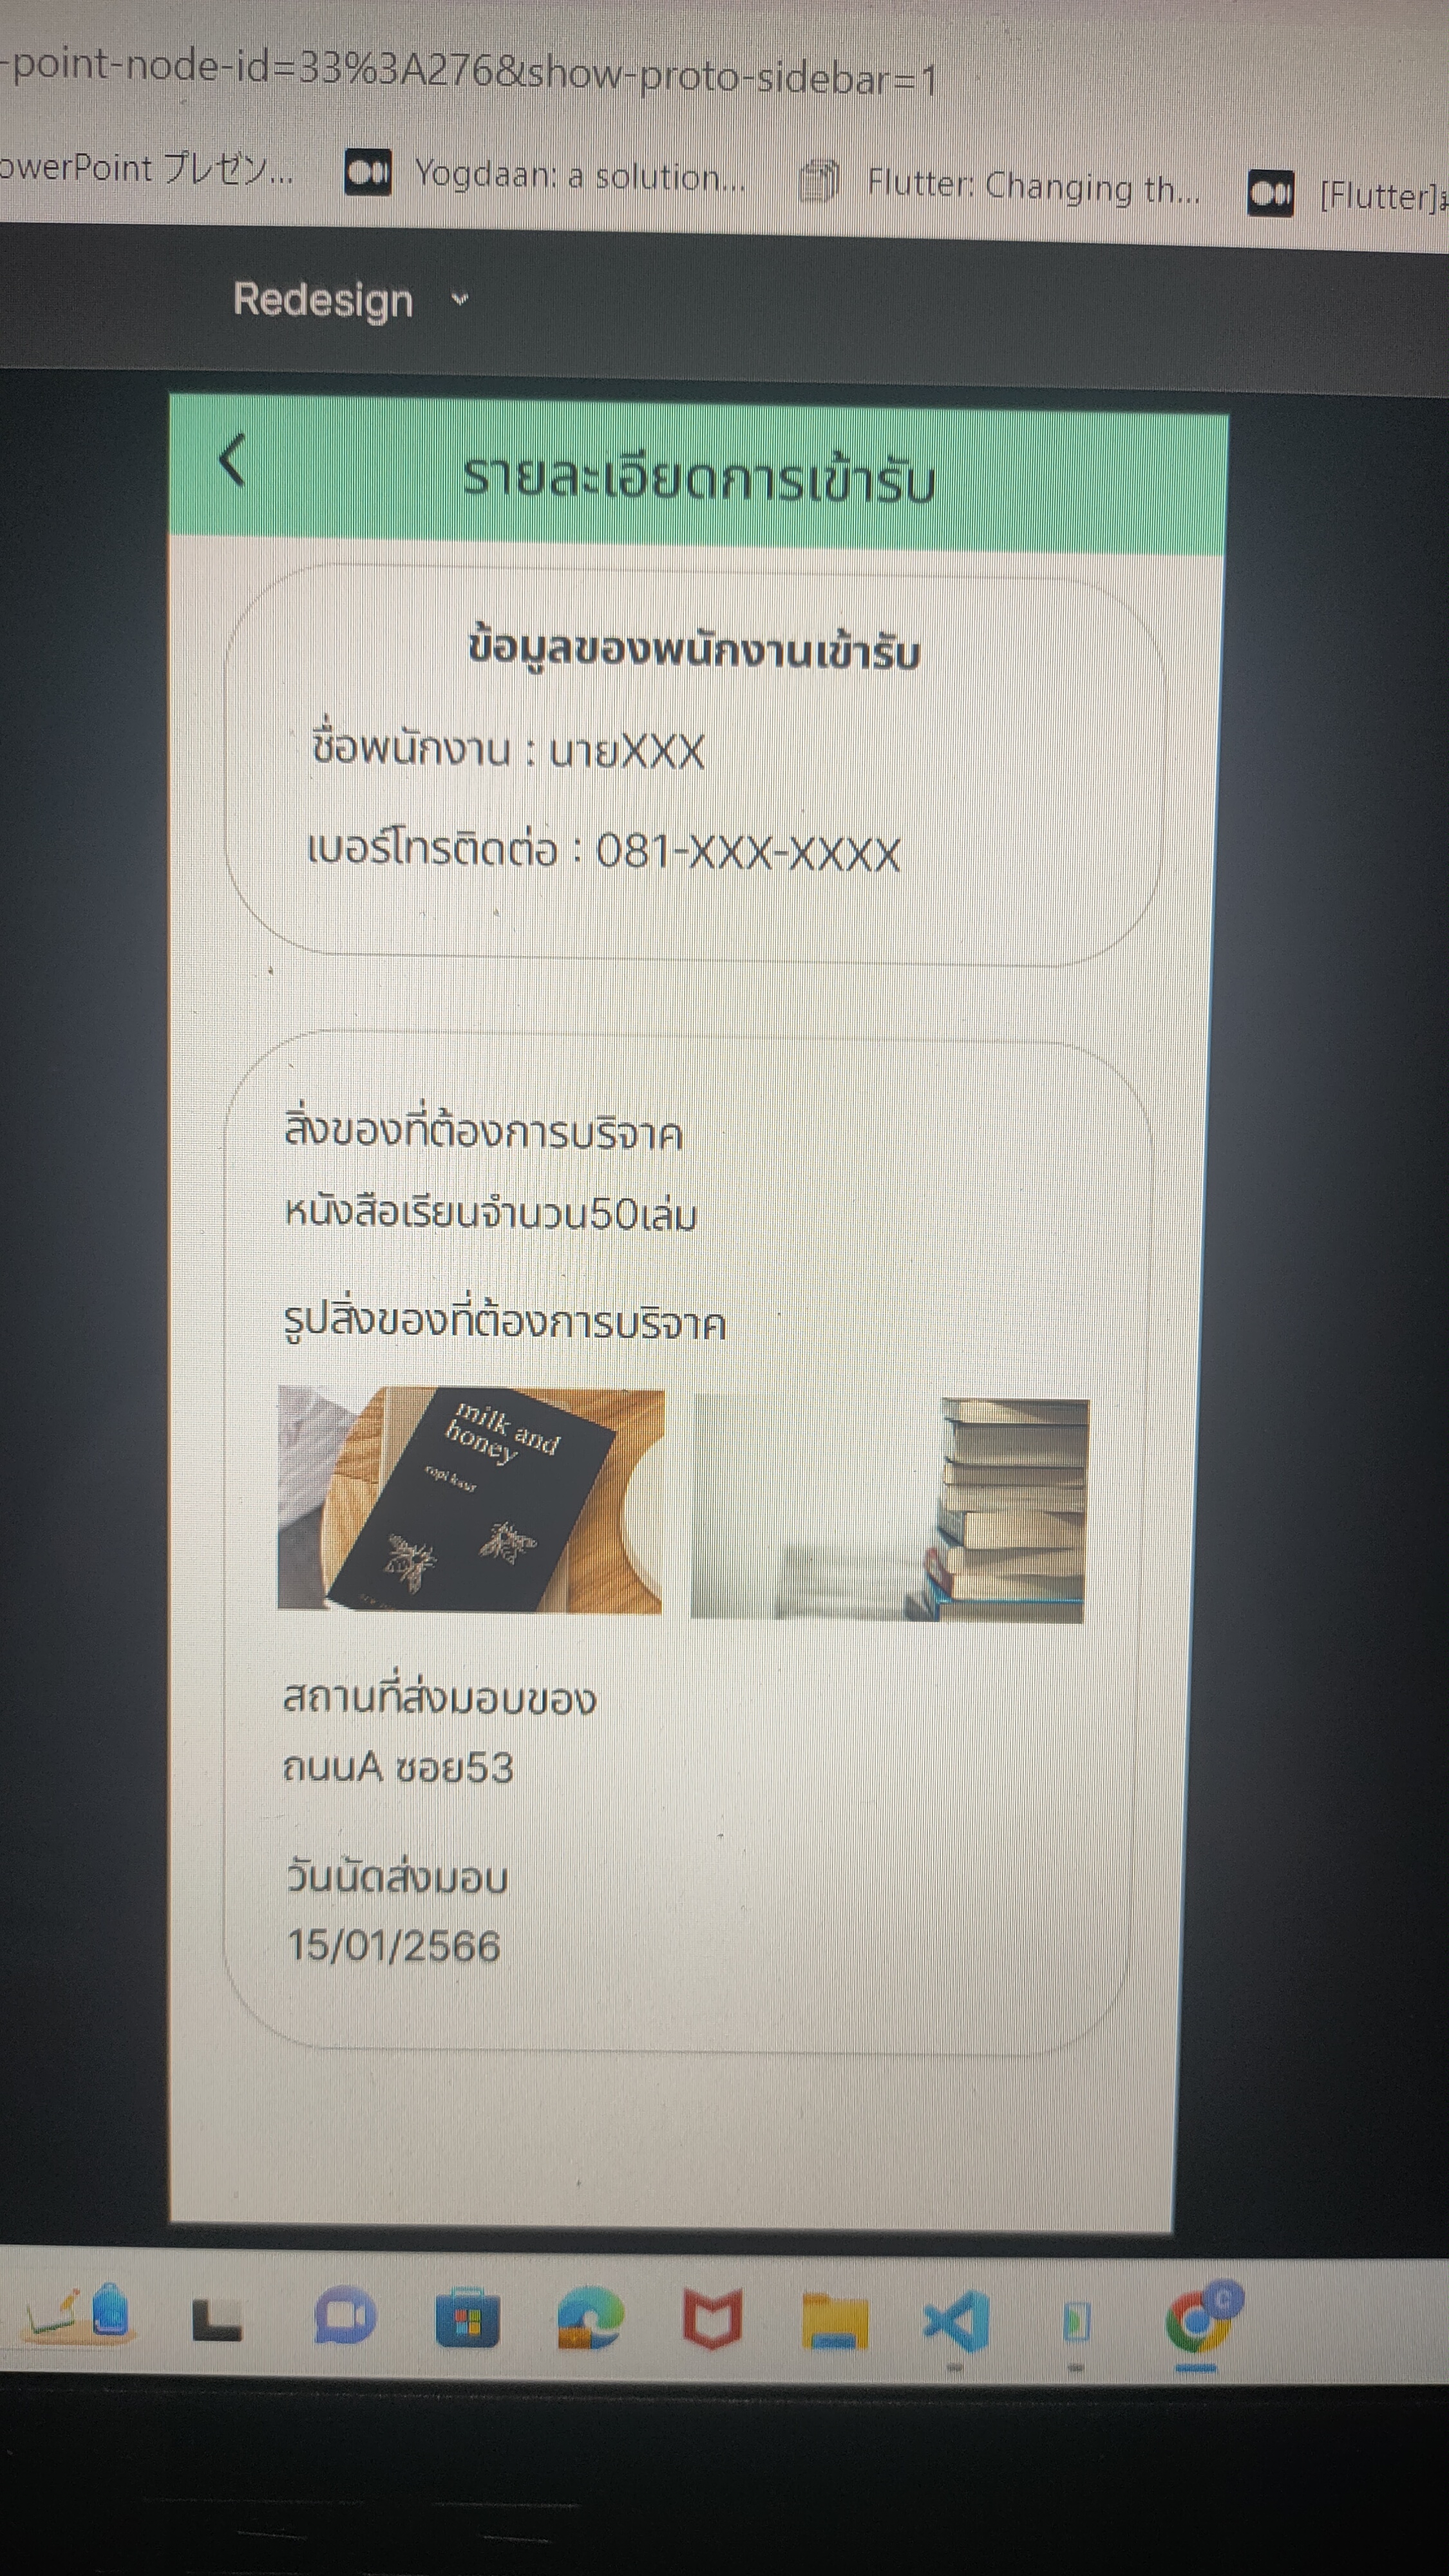 -point-node-id=33%3A276&show-proto-sidebar=1
owerPoint プレゼン...
Yogdaan: a solution...
Flutter: Changing th...
[Flutter]
Redesign
รายละเอียดการเข้ารับ
ข้อมูลของพนักงานเข้ารับ
ชื่อพนักงาน : นายXXX
เบอร์โทรติดต่อ : 081-XXX-XXXX
สิ่งของที่ต้องการบริจาค
หนังสือเรียนจำนวน50เล่ม
รูปสิ่งของที่ต้องการบริจาค
milk and
honey
rupi kaur
สถานที่ส่งมอบของ
ถนนA ซอย53
วันนัดส่งมอบ
15/01/2566
C